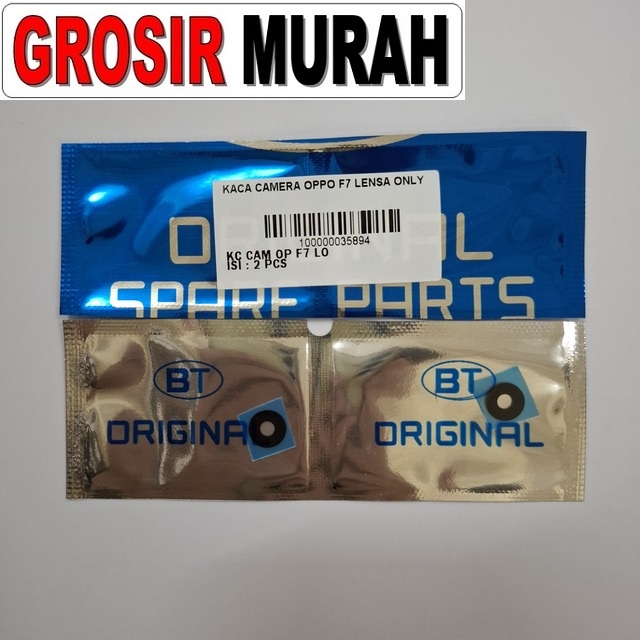 GROSIR MURAH
KACA CAMERA OPPO F7 LENSA ONLY
100000035894
KC CAM OP F7 LO
ISI : 2 PCS
SPARE PARTS
BT
ORIGINA
BT
ORIGINAL